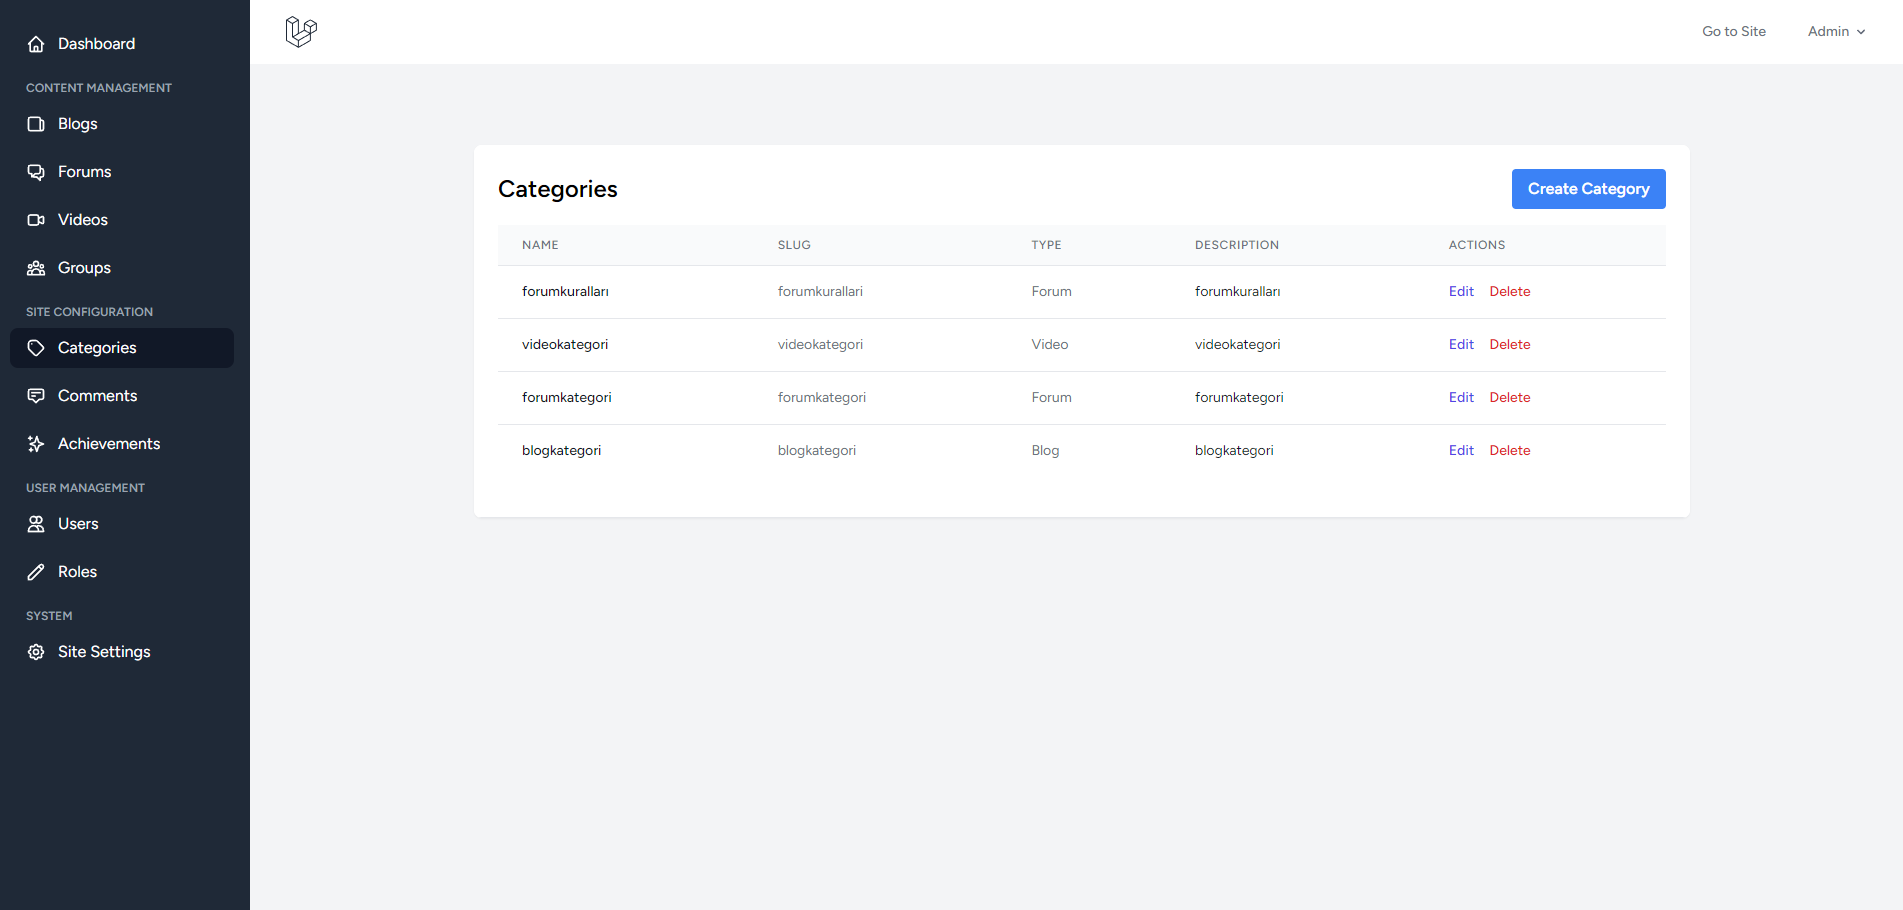 Dashboard
CONTENT MANAGEMENT
Blogs
Forums
Videos
Groups
SITE CONFIGURATION
Categories
Comments
Achievements
USER MANAGEMENT
Users
Roles
SYSTEM
Site Settings
Go to Site Admin
Categories Create Category
NAME SLUG TYPE DESCRIPTION ACTIONS
forumkuralları forumkurallari Forum forumkuralları Edit Delete
videokategori videokategori Video videokategori Edit Delete
forumkategori forumkategori Forum forumkategori Edit Delete
blogkategori blogkategori Blog blogkategori Edit Delete